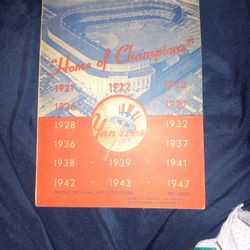 "Home of Champions"
1921 1922 1923
1926 1927
1928 Yankees 1932
1936 1937
1938 • 1939 • 1941
1942 • 1943 • 1947
OFFICIAL PROGRAM AND SCORE CARD TEN CENTS